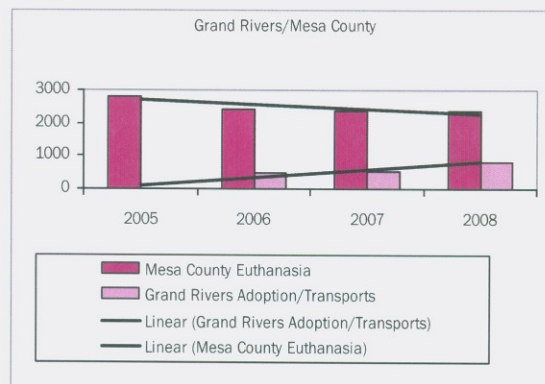 Grand Rivers/Mesa County
3000
2000
1000
0
2005 2006 2007 2008
Mesa County Euthanasia
Grand Rivers Adoption/Transports
Linear (Grand Rivers Adoption/Transports)
Linear (Mesa County Euthanasia)